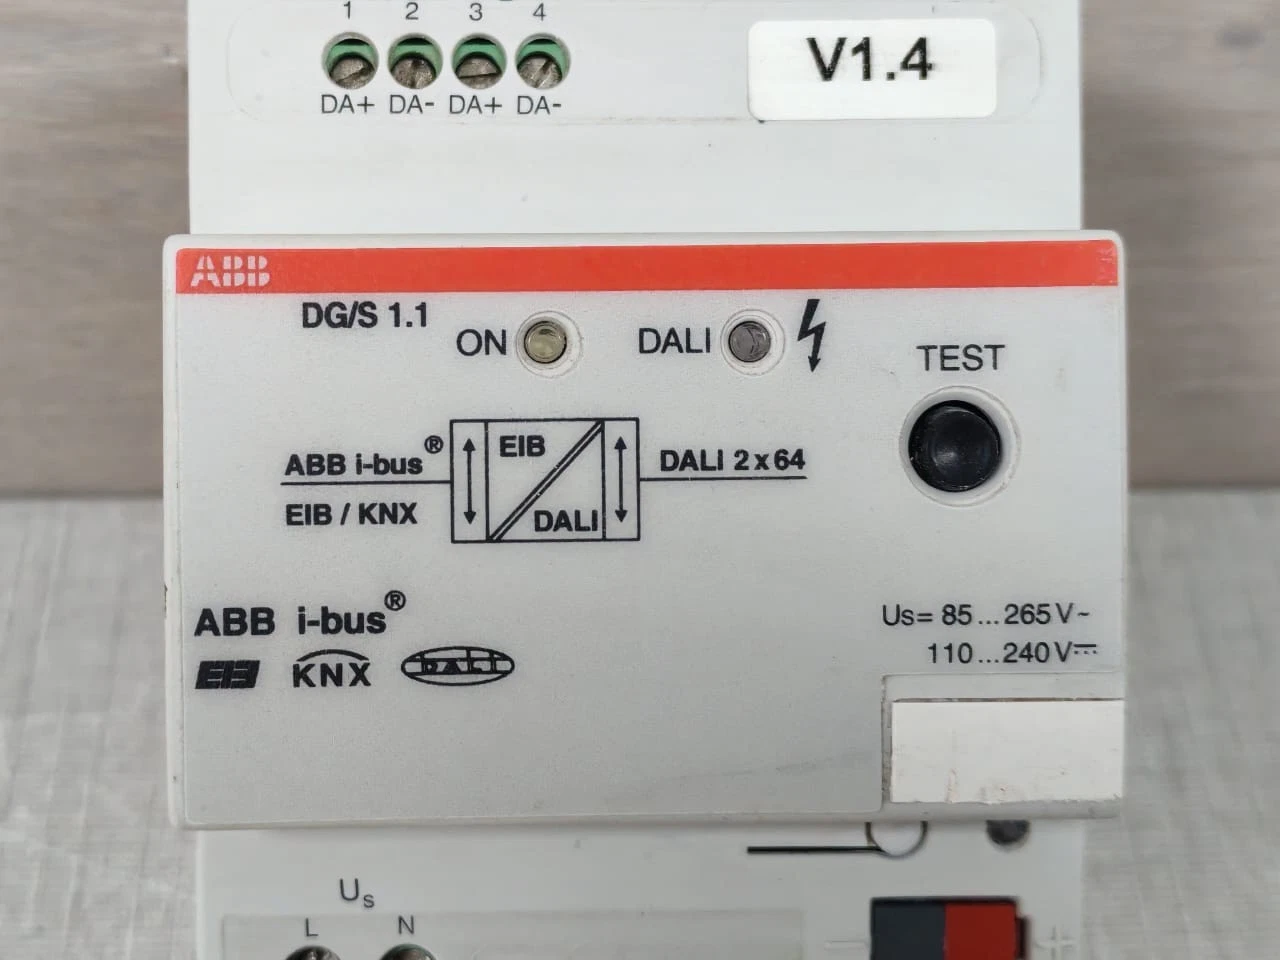 1 2 3 4
DA+ DA- DA+ DA-
V1.4
ABB
DG/S 1.1
ON
DALI
TEST
ABB i-bus®
EIB / KNX
EIB
DALI
DALI 2 x 64
ABB i-bus®
EIB KNX DALI
Us= 85...265 V~
110...240 V⎓
Us
L N
- +